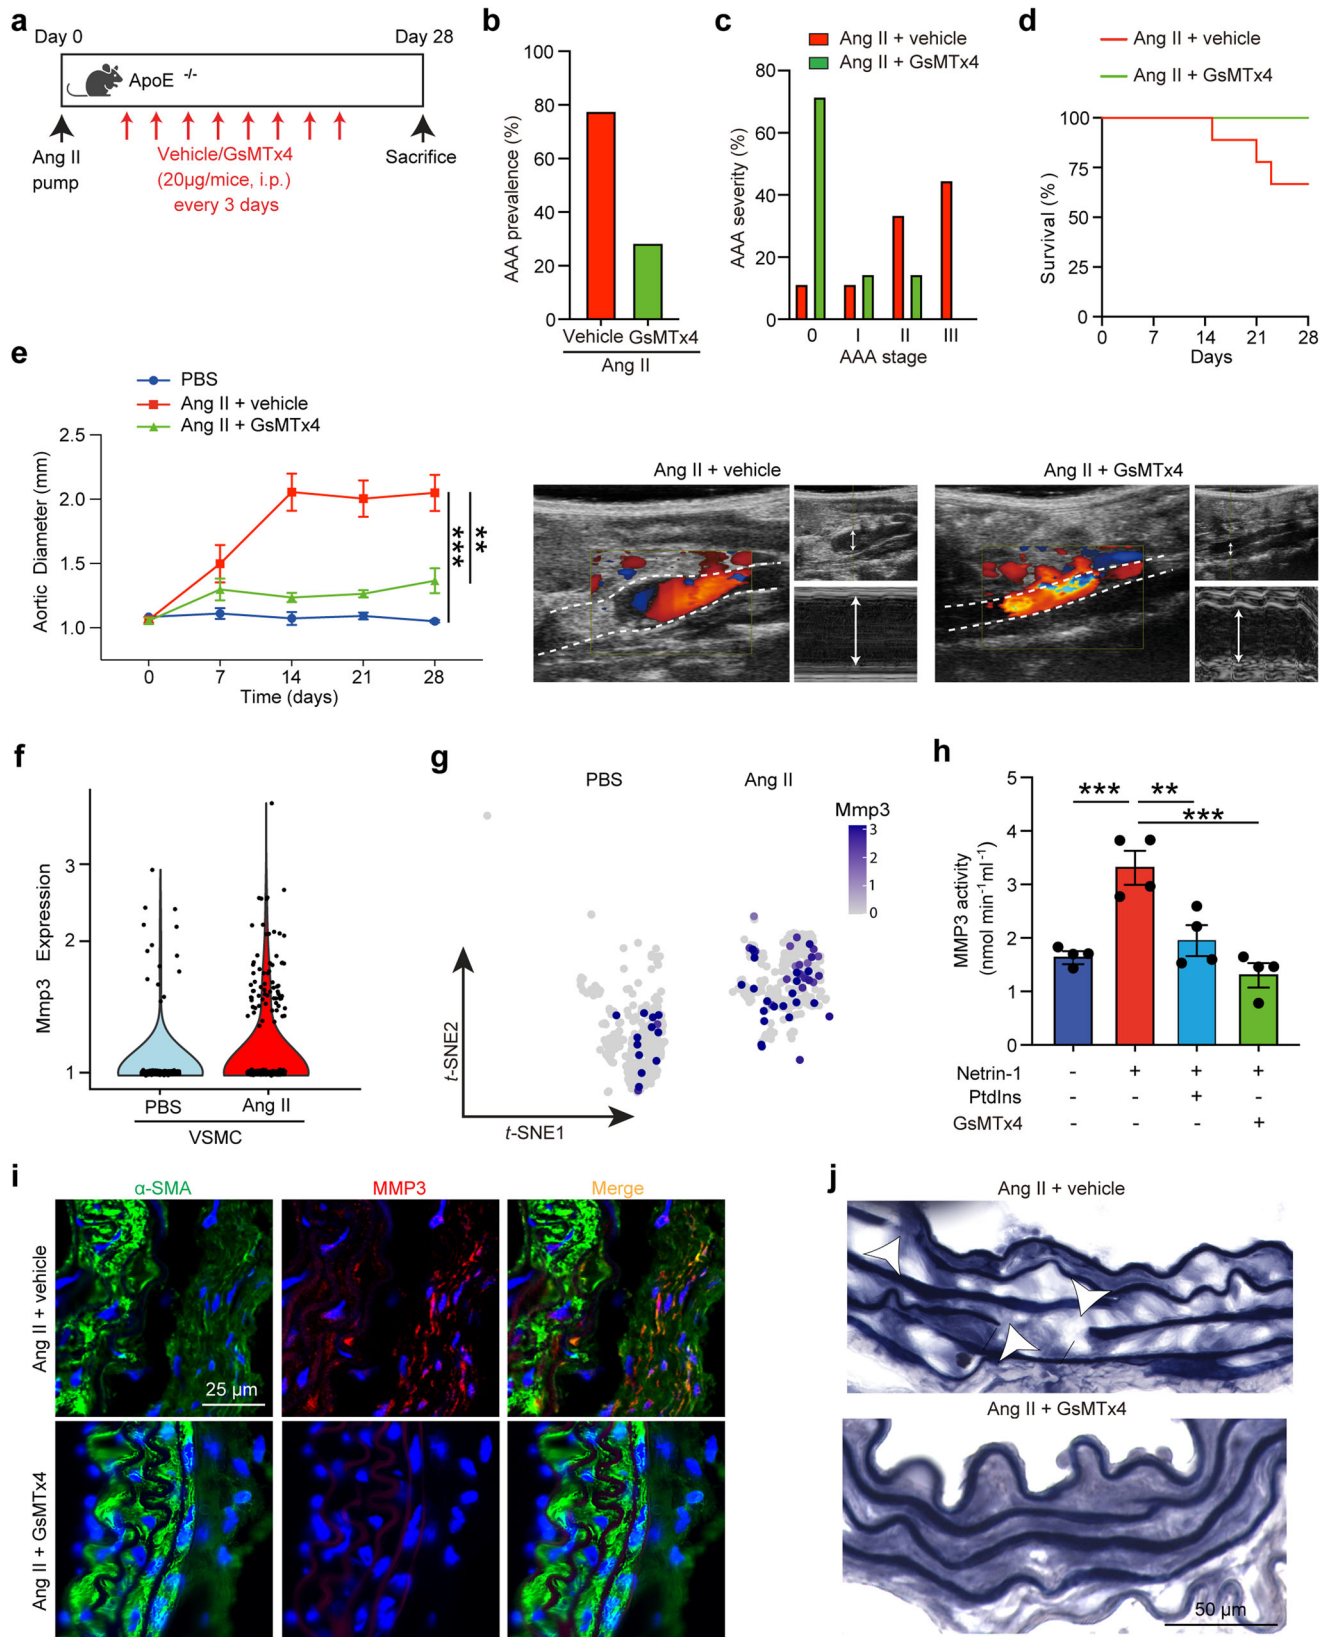 a
Day 0
Day 28
ApoE -/-
Ang II
pump
Vehicle/GsMTx4
(20μg/mice, i.p.)
every 3 days
Sacrifice
b
AAA prevalence (%)
100
80
60
40
20
0
Vehicle GsMTx4
Ang II
c
Ang II + vehicle
Ang II + GsMTx4
AAA severity (%)
80
60
40
20
0
0 I II III
AAA stage
d
Ang II + vehicle
Ang II + GsMTx4
Survival (%)
100
75
50
25
0
0 7 14 21 28
Days
e
PBS
Ang II + vehicle
Ang II + GsMTx4
Aortic Diameter (mm)
2.5
2.0
1.5
1.0
0 7 14 21 28
Time (days)
***
**
Ang II + vehicle
Ang II + GsMTx4
f
Mmp3 Expression
3
2
1
PBS Ang II
VSMC
g
PBS
Ang II
Mmp3
3
2
1
0
t-SNE2
t-SNE1
h
MMP3 activity
(nmol min-1ml-1)
5
4
3
2
1
0
*** **
***
Netrin-1 - + + +
PtdIns - - + -
GsMTx4 - - - +
i
α-SMA
MMP3
Merge
Ang II + vehicle
25 μm
Ang II + GsMTx4
j
Ang II + vehicle
Ang II + GsMTx4
50 μm